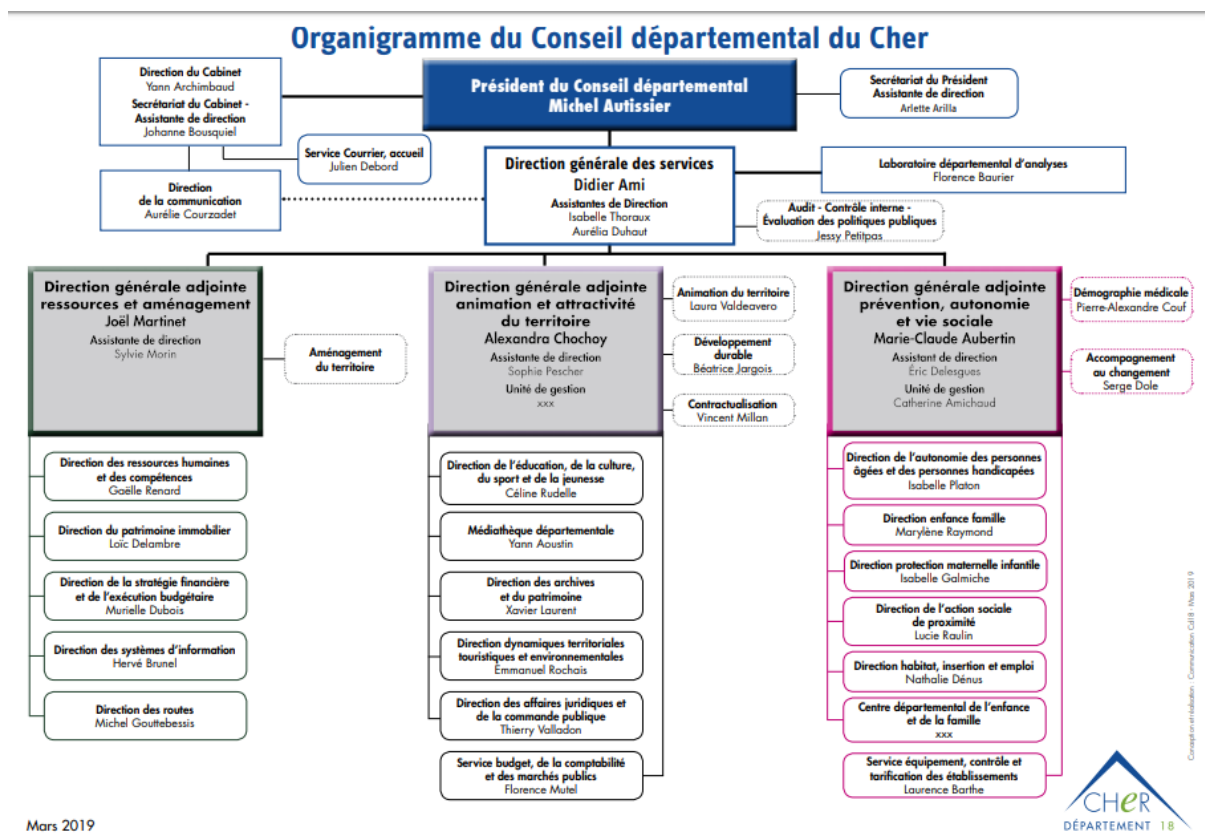 Organigramme du Conseil départemental du Cher
Direction du Cabinet
Yann Archimbaud
Secrétariat du Cabinet -
Assistante de direction
Johanne Bousquiel
Président du Conseil départemental
Michel Autissier
Secrétariat du Président
Assistante de direction
Arlette Arilla
Service Courrier, accueil
Julien Debord
Direction
de la communication
Aurélie Courzadet
Direction générale des services
Didier Ami
Assistantes de Direction
Isabelle Thoraux
Aurélia Duhaut
Laboratoire départemental d'analyses
Florence Baurier
Audit - Contrôle interne -
Évaluation des politiques publiques
Jessy Petitpas
Direction générale adjointe
ressources et aménagement
Joël Martinet
Assistante de direction
Sylvie Morin
Aménagement
du territoire
Direction des ressources humaines
et des compétences
Gaëlle Renard
Direction du patrimoine immobilier
Loïc Delambre
Direction de la stratégie financière
et de l'exécution budgétaire
Murielle Dubois
Direction des systèmes d'information
Hervé Brunel
Direction des routes
Michel Gouttebessis
Direction générale adjointe
animation et attractivité
du territoire
Alexandra Chochoy
Assistante de direction
Sophie Pescher
Unité de gestion
xxx
Animation du territoire
Laura Valdeavero
Développement
durable
Béatrice Jargois
Contractualisation
Vincent Millan
Direction de l'éducation, de la culture,
du sport et de la jeunesse
Céline Rudelle
Médiathèque départementale
Yann Aoustin
Direction des archives
et du patrimoine
Xavier Laurent
Direction dynamiques territoriales
touristiques et environnementales
Emmanuel Rochais
Direction des affaires juridiques et
de la commande publique
Thierry Valladon
Service budget, de la comptabilité
et des marchés publics
Florence Mutel
Direction générale adjointe
prévention, autonomie
et vie sociale
Marie-Claude Aubertin
Assistant de direction
Éric Delesgues
Unité de gestion
Catherine Amichaud
Démographie médicale
Pierre-Alexandre Couf
Accompagnement
au changement
Serge Dole
Direction de l'autonomie des personnes
âgées et des personnes handicapées
Isabelle Platon
Direction enfance famille
Marylène Raymond
Direction protection maternelle infantile
Isabelle Galmiche
Direction de l'action sociale
de proximité
Lucie Raulin
Direction habitat, insertion et emploi
Nathalie Dénus
Centre départemental de l'enfance
et de la famille
xxx
Service équipement, contrôle et
tarification des établissements
Laurence Barthe
Conception et réalisation : Communication Cd18 - Mars 2019
CHER
DÉPARTEMENT 18
Mars 2019